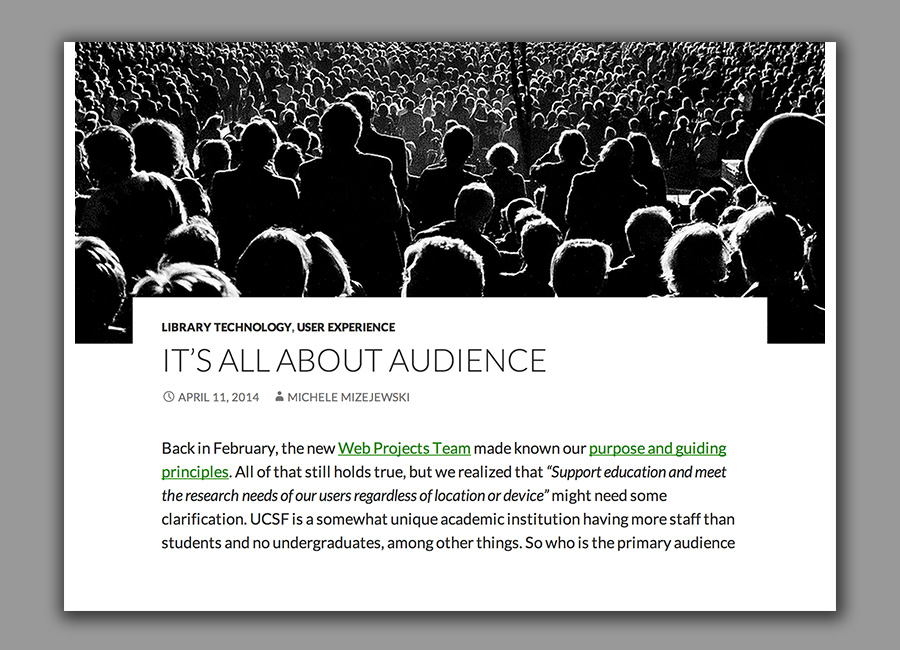 LIBRARY TECHNOLOGY, USER EXPERIENCE
IT’S ALL ABOUT AUDIENCE
APRIL 11, 2014 MICHELE MIZEJEWSKI
Back in February, the new Web Projects Team made known our purpose and guiding
principles. All of that still holds true, but we realized that “Support education and meet
the research needs of our users regardless of location or device” might need some
clarification. UCSF is a somewhat unique academic institution having more staff than
students and no undergraduates, among other things. So who is the primary audience